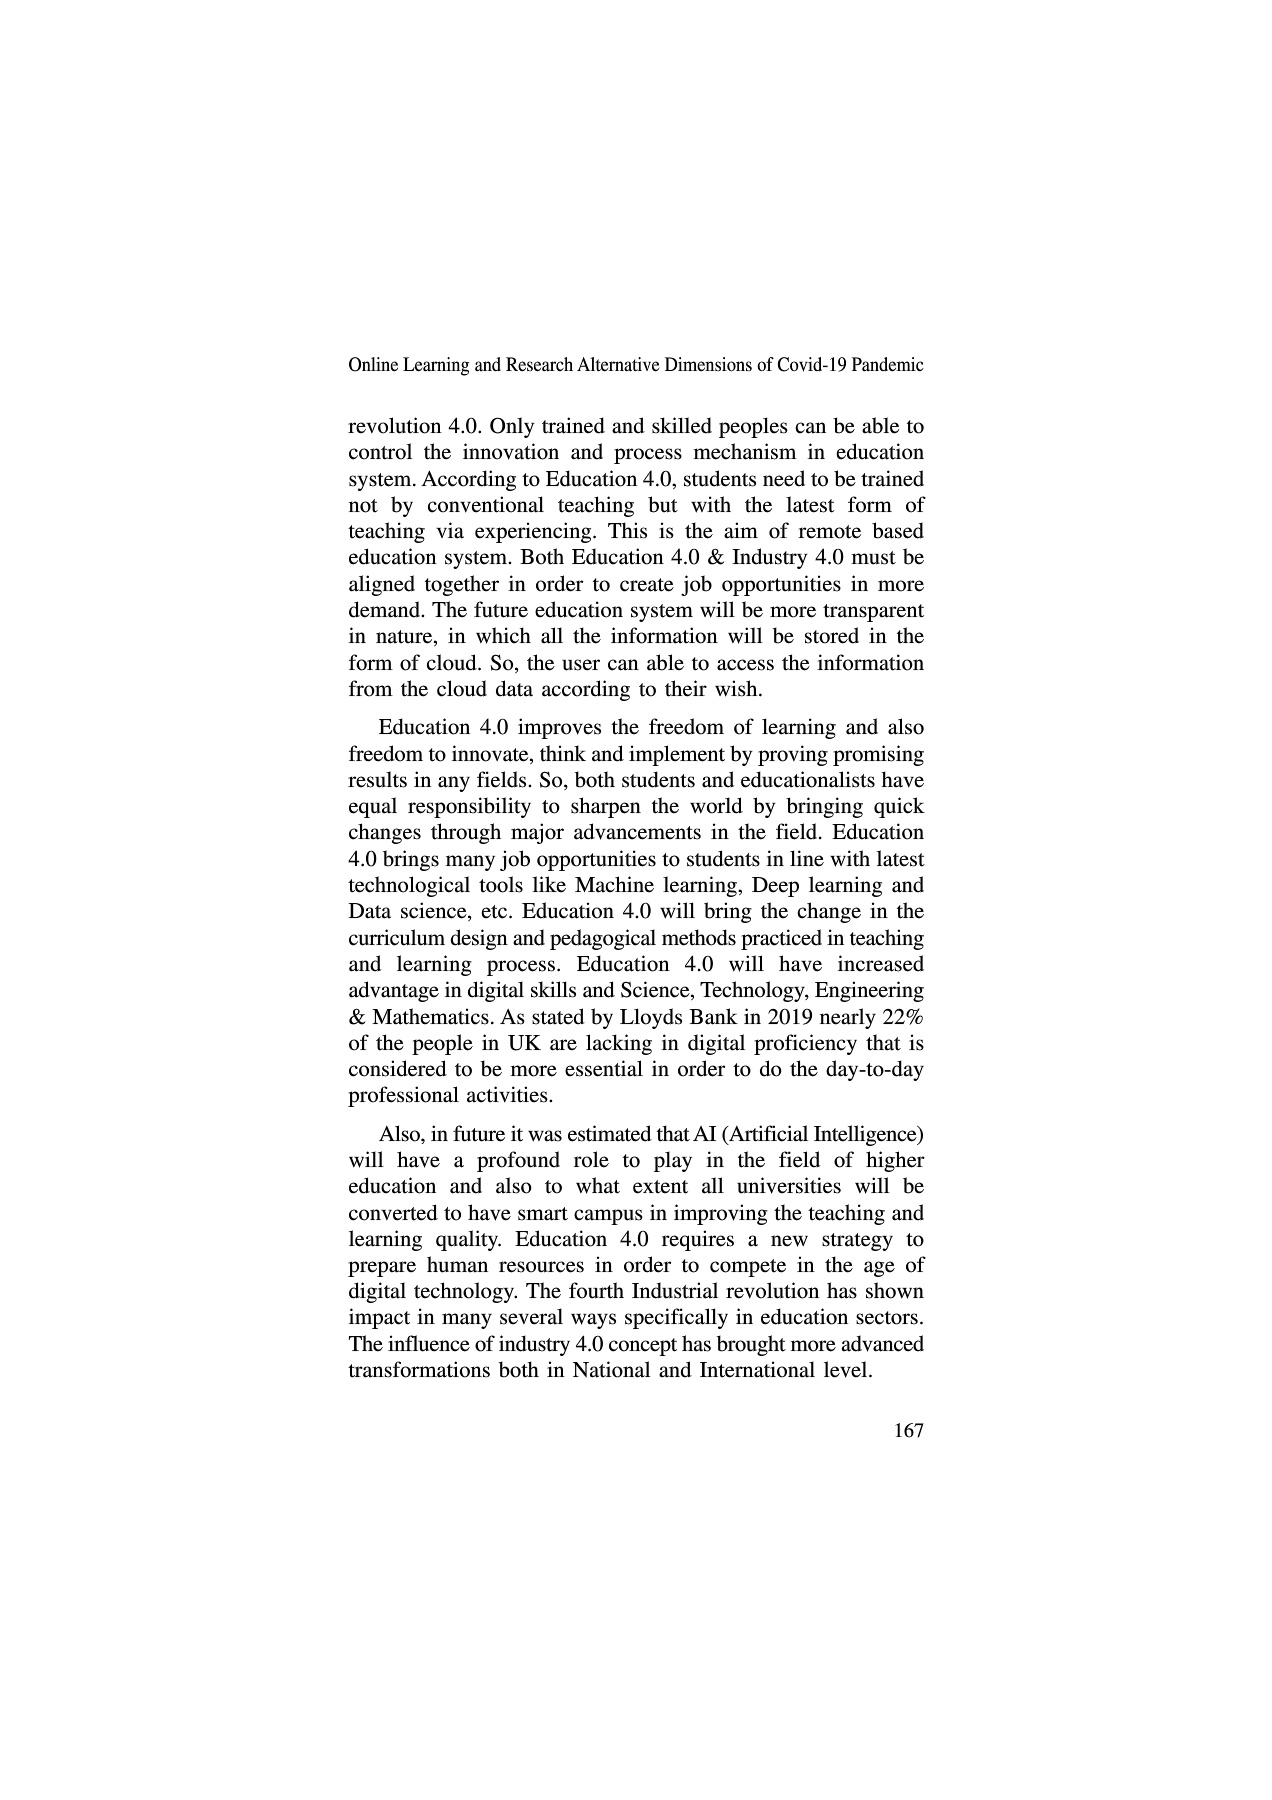 Online Learning and Research Alternative Dimensions of Covid-19 Pandemic
revolution 4.0. Only trained and skilled peoples can be able to
control the innovation and process mechanism in education
system. According to Education 4.0, students need to be trained
not by conventional teaching but with the latest form of
teaching via experiencing. This is the aim of remote based
education system. Both Education 4.0 & Industry 4.0 must be
aligned together in order to create job opportunities in more
demand. The future education system will be more transparent
in nature, in which all the information will be stored in the
form of cloud. So, the user can able to access the information
from the cloud data according to their wish.
Education 4.0 improves the freedom of learning and also
freedom to innovate, think and implement by proving promising
results in any fields. So, both students and educationalists have
equal responsibility to sharpen the world by bringing quick
changes through major advancements in the field. Education
4.0 brings many job opportunities to students in line with latest
technological tools like Machine learning, Deep learning and
Data science, etc. Education 4.0 will bring the change in the
curriculum design and pedagogical methods practiced in teaching
and learning process. Education 4.0 will have increased
advantage in digital skills and Science, Technology, Engineering
& Mathematics. As stated by Lloyds Bank in 2019 nearly 22%
of the people in UK are lacking in digital proficiency that is
considered to be more essential in order to do the day-to-day
professional activities.
Also, in future it was estimated that AI (Artificial Intelligence)
will have a profound role to play in the field of higher
education and also to what extent all universities will be
converted to have smart campus in improving the teaching and
learning quality. Education 4.0 requires a new strategy to
prepare human resources in order to compete in the age of
digital technology. The fourth Industrial revolution has shown
impact in many several ways specifically in education sectors.
The influence of industry 4.0 concept has brought more advanced
transformations both in National and International level.
167